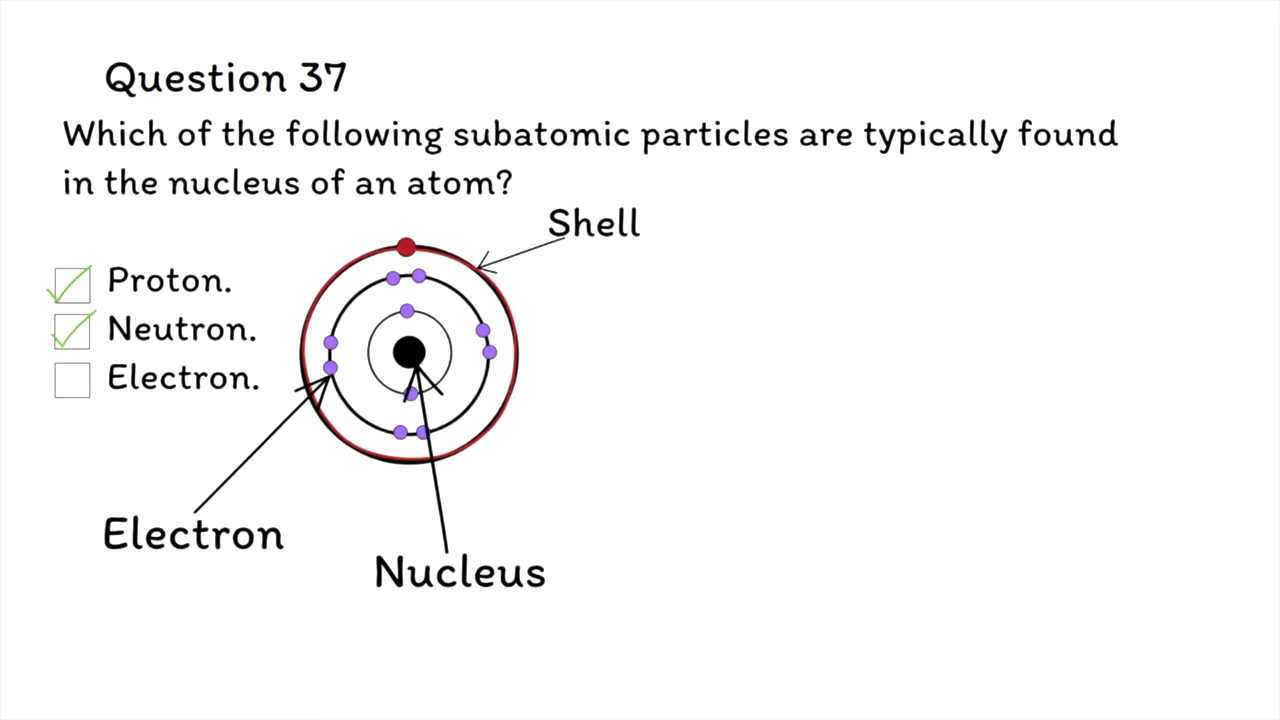 Question 37
Which of the following subatomic particles are typically found
in the nucleus of an atom?
Shell
Proton.
Neutron.
Electron.
Electron
Nucleus